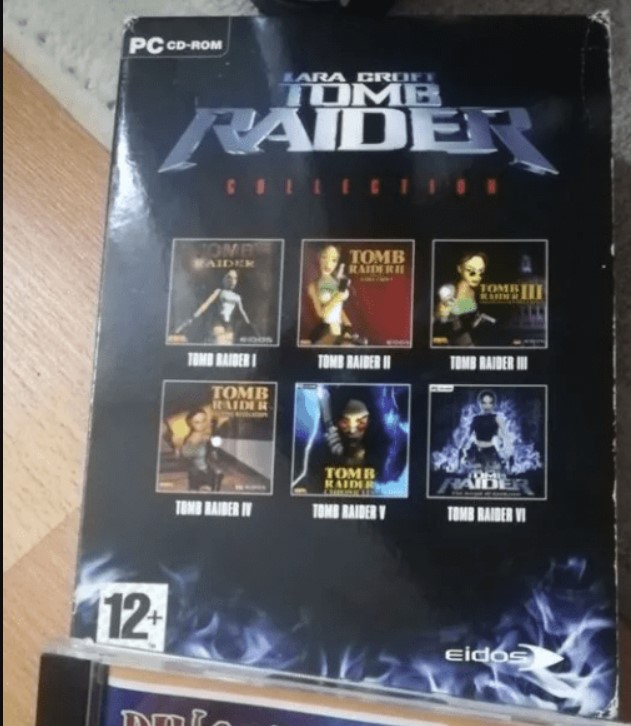 PC CD-ROM
LARA CROFT
TOMB
RAIDER
COLLECTION
TOMB
RAIDER
TOMB
RAIDER II
TOMB
RAIDER III
TOMB RAIDER I
TOMB RAIDER II
TOMB RAIDER III
TOMB
RAIDER
TOMB
RAIDER
CHRONICLES
TOMB
RAIDER
TOMB RAIDER IV
TOMB RAIDER V
TOMB RAIDER VI
12+
eidos